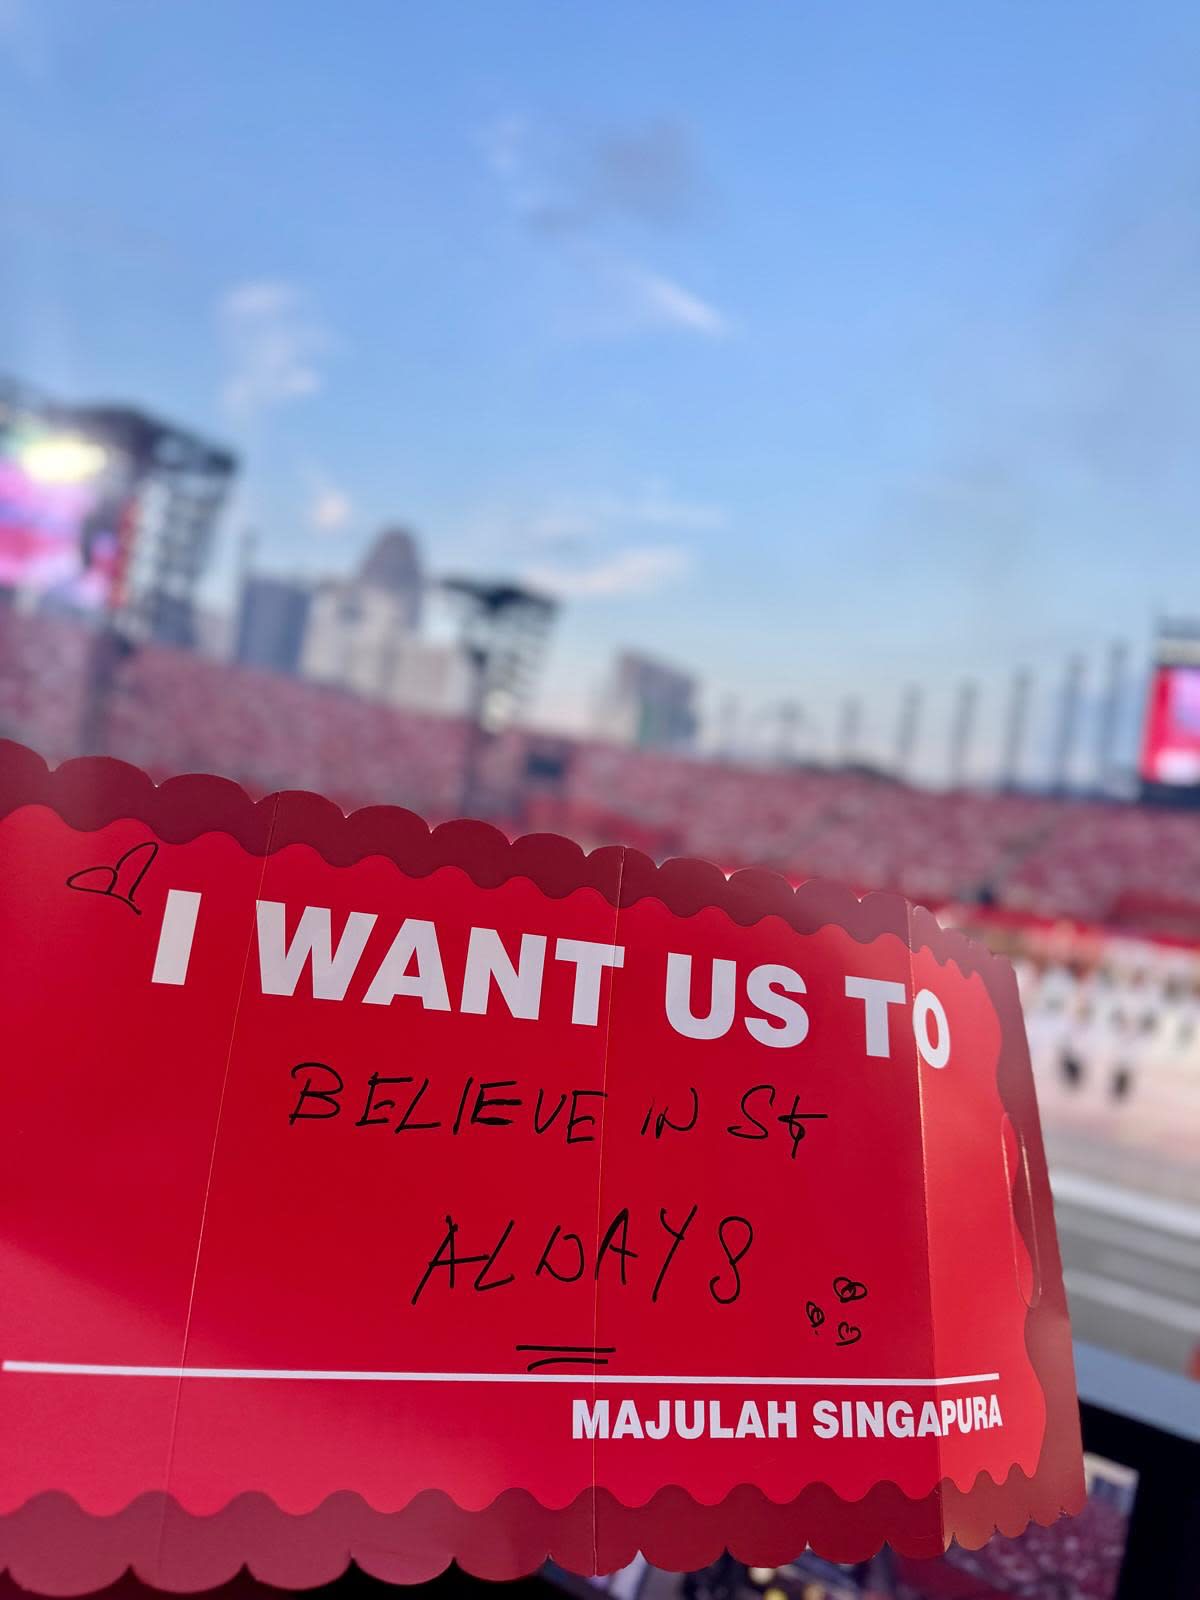 I WANT US TO
BELIEVE IN SG
ALWAYS
MAJULAH SINGAPURA